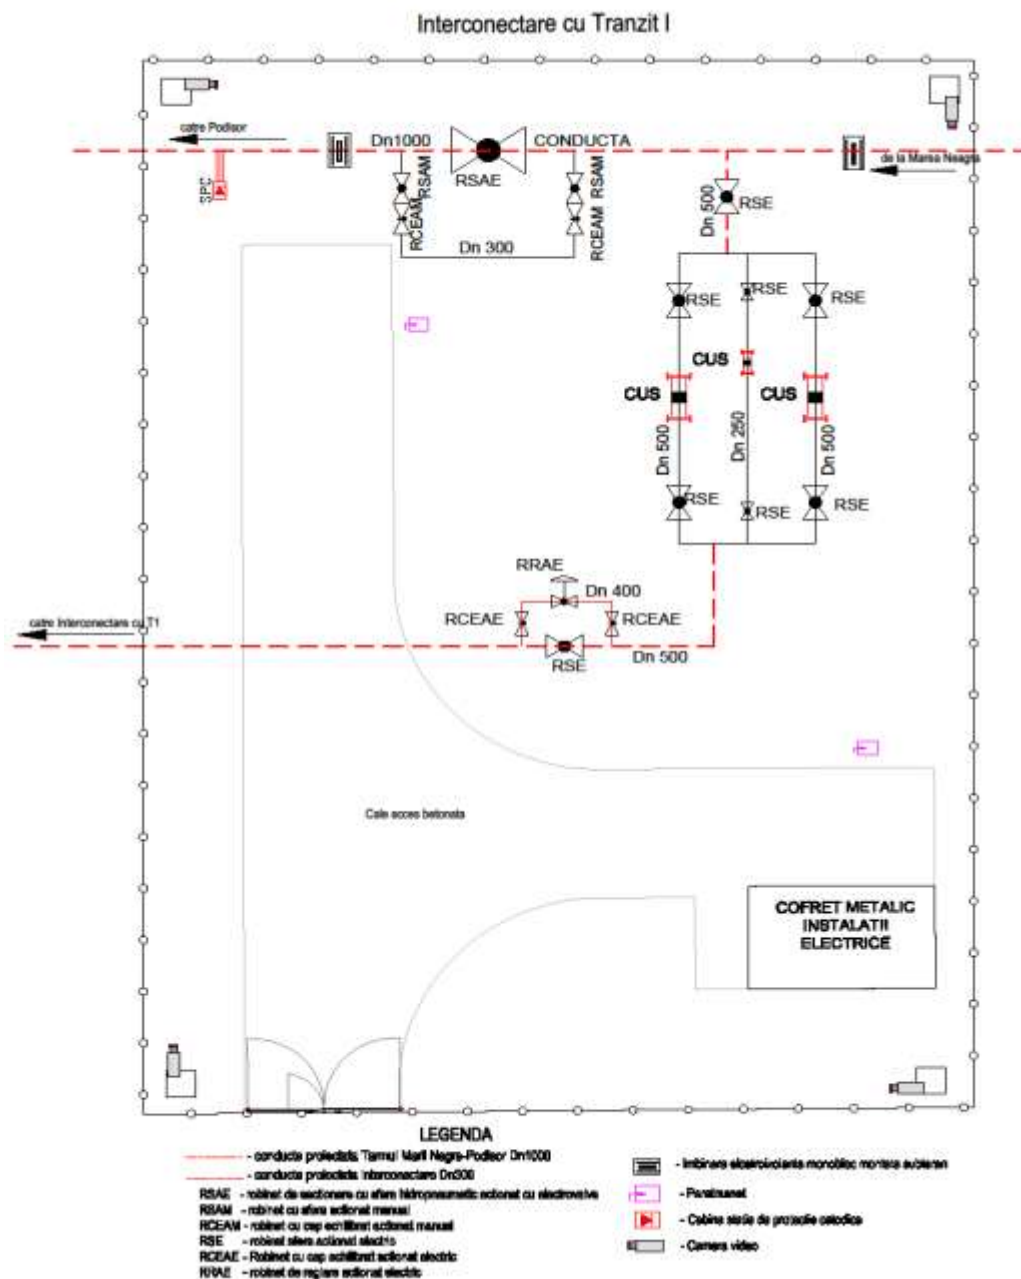 Interconectare cu Tranzit I
catre Podisor
Dn1000
CONDUCTA
de la Marea Neagra
RSAE
SPC
RSAM
RSAM
RCEAM
RCEAM
Dn 300
Dn 500
RSE
RSE
RSE
RSE
CUS
CUS
CUS
Dn 500
Dn 250
Dn 500
RSE
RSE
RSE
RRAE
Dn 400
catre Interconectare cu T1
RCEAE
RCEAE
RSE
Dn 500
Cale acces betonata
COFRET METALIC
INSTALATII
ELECTRICE
LEGENDA
- conducta proiectata Tarmul Marii Negre-Podisor Dn1000
- conducta proiectata Interconectare Dn300
RSAE - robinet de sectionare cu sfera hidropneumatic actionat cu electrovalve
RSAM - robinet cu sfera actionat manual
RCEAM - robinet cu cep echilibrat actionat manual
RSE - robinet sfera actionat electric
RCEAE - Robinet cu cep echilibrat actionat electric
RRAE - robinet de reglare actionat electric
- Imbinare electroizolanta monobloc montata subteran
- Paratrasnet
- Cabina statie de protectie catodica
- Camera video